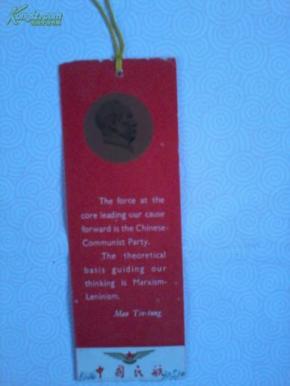 The force at the
core leading our cause
forward is the Chinese
Communist Party.
The theoretical
basis guiding our
thinking is Marxism-
Leninism.
Mao Tse-tung
中国民航